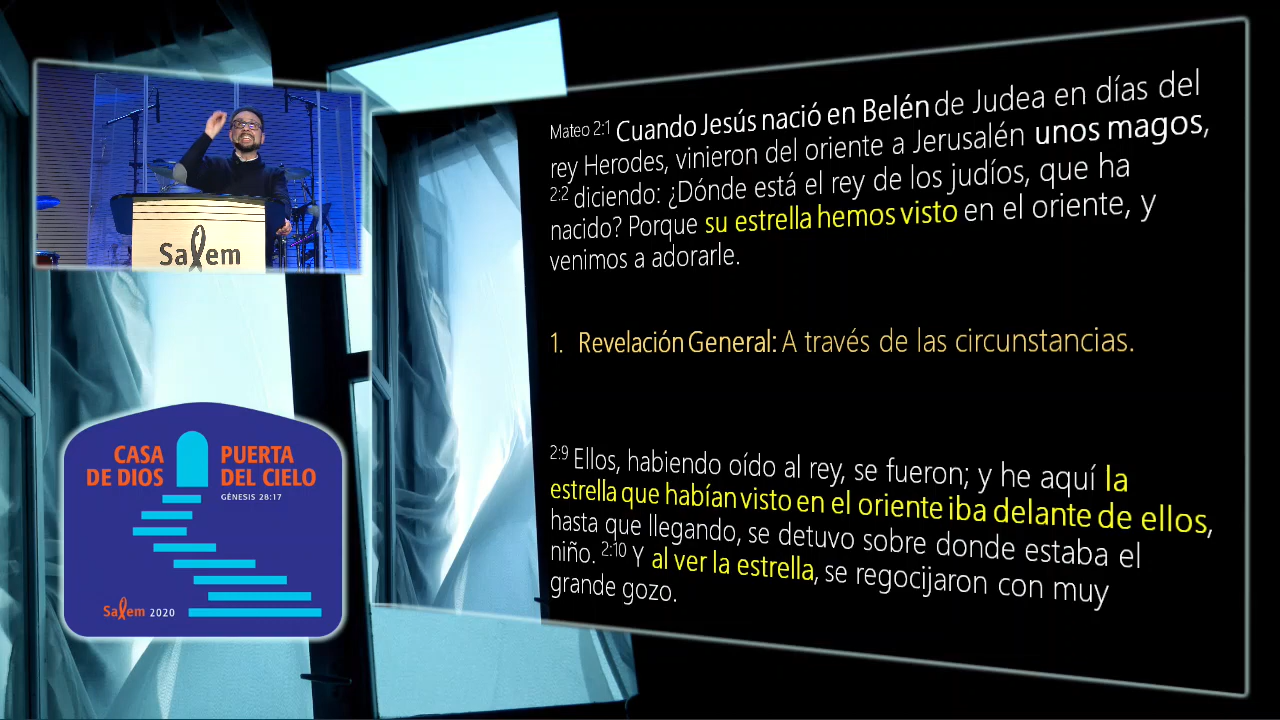 Salem
CASA
DE DIOS
PUERTA
DEL CIELO
GÉNESIS 28:17
Salem 2020
Mateo 2:1 Cuando Jesús nació en Belén de Judea en días del
rey Herodes, vinieron del oriente a Jerusalén unos magos,
2:2 diciendo: ¿Dónde está el rey de los judíos, que ha
nacido? Porque su estrella hemos visto en el oriente, y
venimos a adorarle.
1. Revelación General: A través de las circunstancias.
2:9 Ellos, habiendo oído al rey, se fueron; y he aquí la
estrella que habían visto en el oriente iba delante de ellos,
hasta que llegando, se detuvo sobre donde estaba el
niño. 2:10 Y al ver la estrella, se regocijaron con muy
grande gozo.